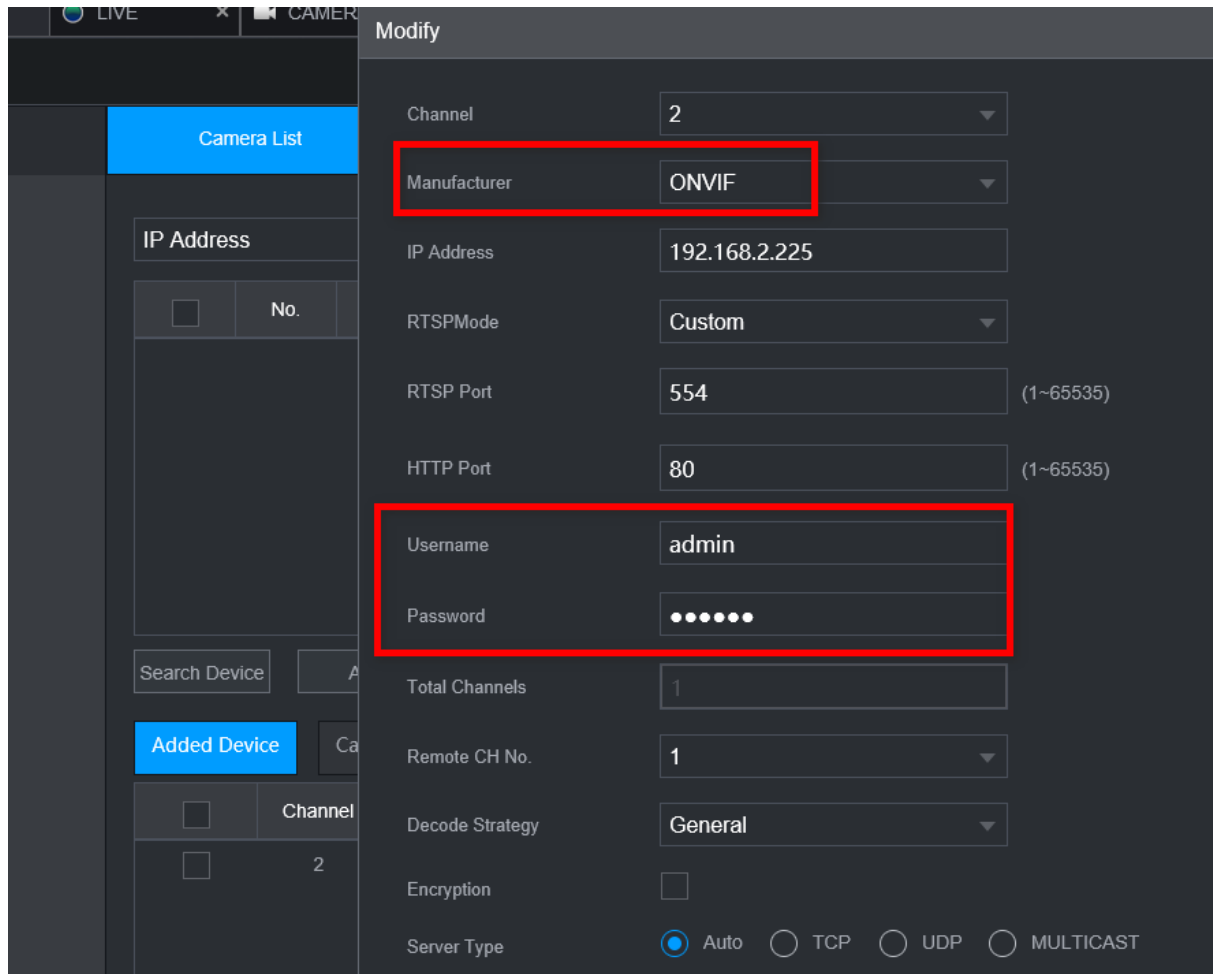 LIVE × CAMER
Modify
Camera List
IP Address
No.
Search Device A
Added Device Ca
Channel
2
Channel 2
Manufacturer ONVIF
IP Address 192.168.2.225
RTSPMode Custom
RTSP Port 554 (1~65535)
HTTP Port 80 (1~65535)
Username admin
Password ●●●●●●
Total Channels 1
Remote CH No. 1
Decode Strategy General
Encryption
Server Type Auto TCP UDP MULTICAST